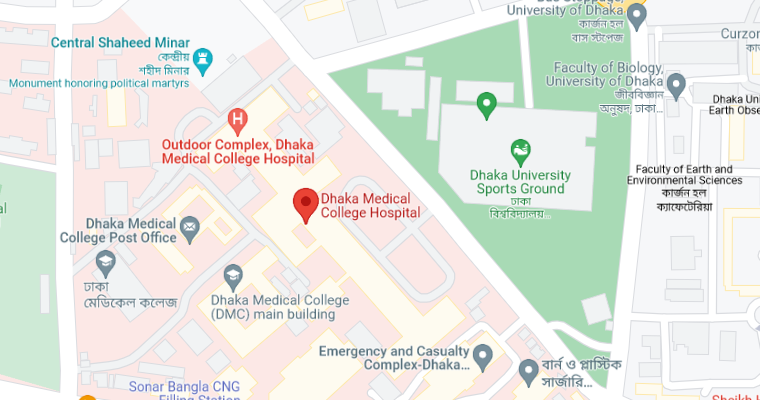 University of Dhaka
কার্জন হল
বাস স্টপেজ
Central Shaheed Minar
কেন্দ্রীয়
শহীদ মিনার
Monument honoring political martyrs
Curzon
Faculty of Biology,
University of Dhaka
জীববিজ্ঞান
অনুষদ, ঢাকা...
Dhaka Uni
Earth Obse
H
Outdoor Complex, Dhaka
Medical College Hospital
Dhaka University
Sports Ground
ঢাকা
বিশ্ববিদ্যালয়...
Faculty of Earth and
Environmental Sciences
কার্জন হল
ক্যাফেটেরিয়া
Dhaka Medical
College Hospital
Dhaka Medical
College Post Office
ঢাকা
মেডিকেল কলেজ
Dhaka Medical College
(DMC) main building
Emergency and Casualty
Complex-Dhaka...
বার্ন ও প্লাস্টিক
সার্জারি...
Sonar Bangla CNG
Filling Station
Sheikh